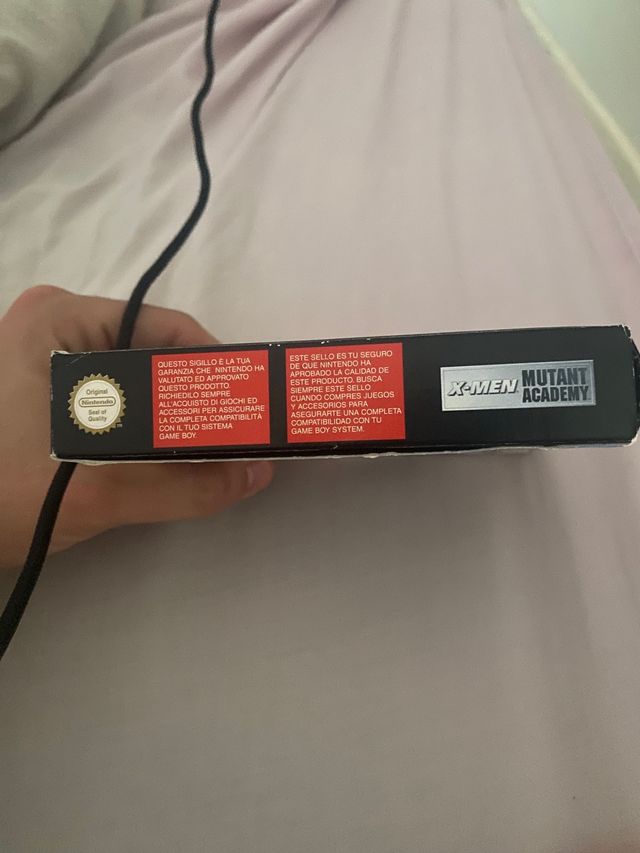 Original
Nintendo
Seal of
Quality
QUESTO SIGILLO È LA TUA
GARANZIA CHE NINTENDO HA
VALUTATO ED APPROVATO
QUESTO PRODOTTO.
RICHIEDILO SEMPRE
ALL'ACQUISTO DI GIOCHI ED
ACCESSORI PER ASSICURARE
LA COMPLETA COMPATIBILITÀ
CON IL TUO SISTEMA
GAME BOY.
ESTE SELLO ES TU SEGURO
DE QUE NINTENDO HA
APROBADO LA CALIDAD DE
ESTE PRODUCTO. BUSCA
SIEMPRE ESTE SELLO
CUANDO COMPRES JUEGOS
Y ACCESORIOS PARA
ASEGURARTE UNA COMPLETA
COMPATIBILIDAD CON TU
GAME BOY SYSTEM.
X-MEN MUTANT
ACADEMY